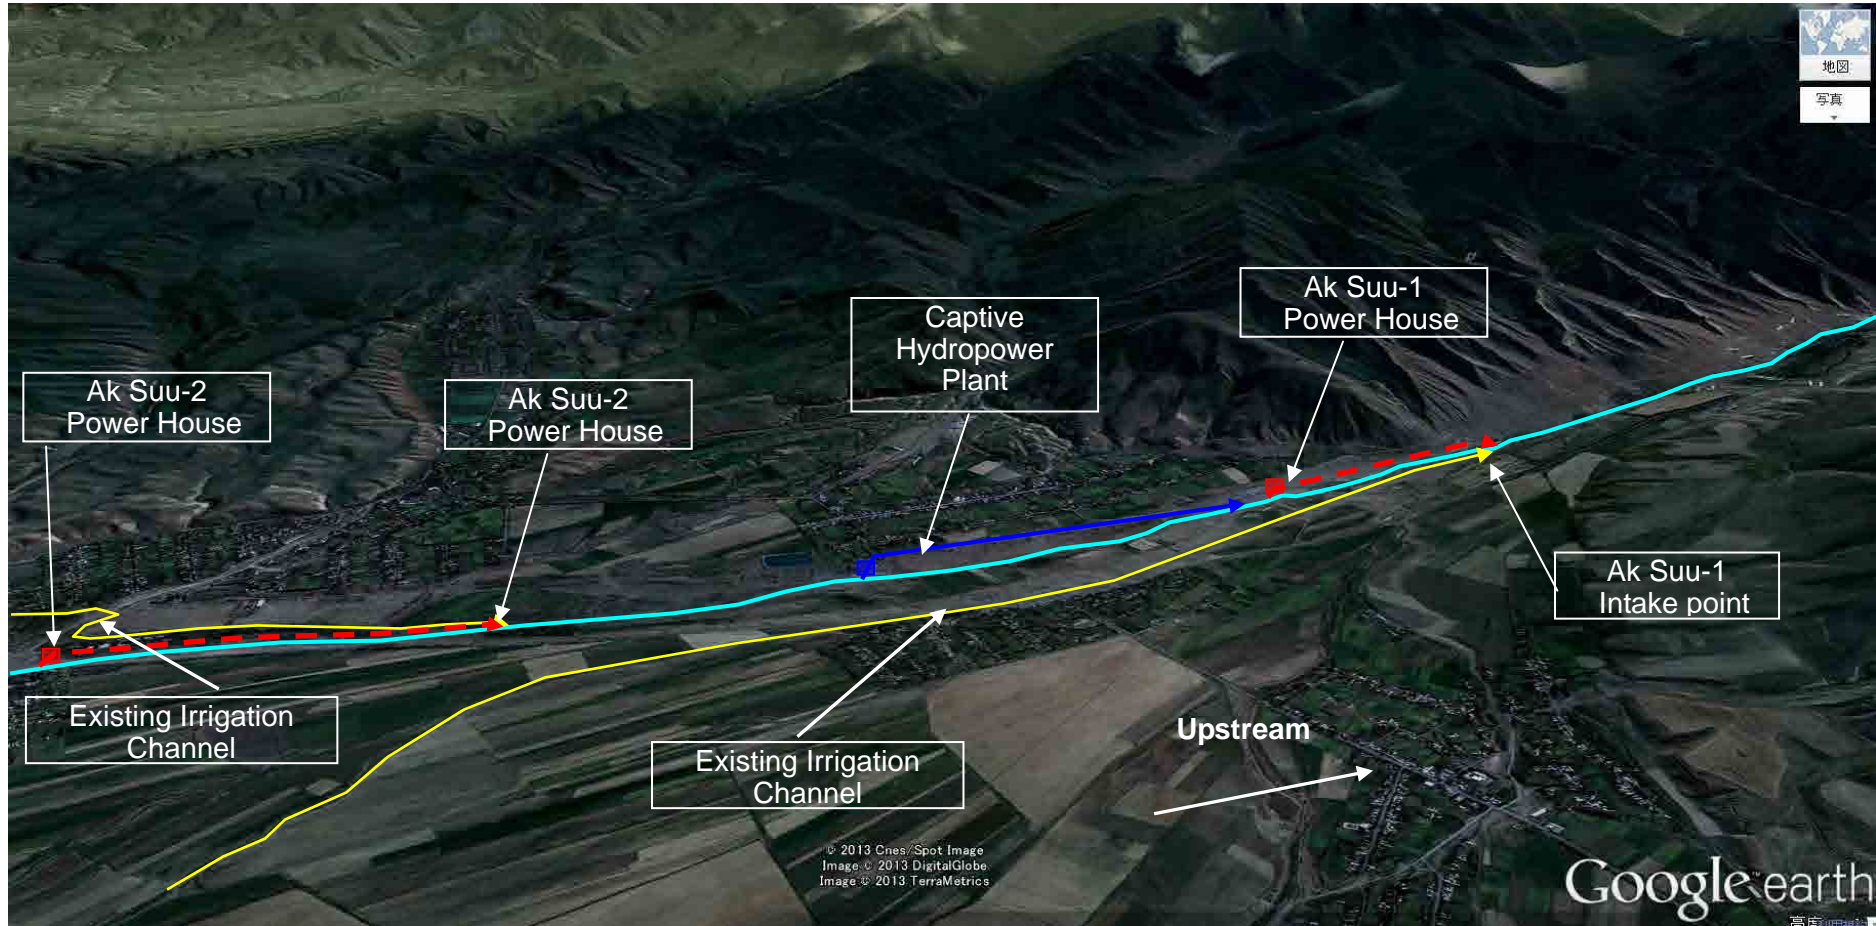 地図
写真
Ak Suu-1
Power House
Captive
Hydropower
Plant
Ak Suu-2
Power House
Ak Suu-2
Power House
Ak Suu-1
Intake point
Existing Irrigation
Channel
Upstream
Existing Irrigation
Channel
© 2013 Cnes/Spot Image
Image © 2013 DigitalGlobe
Image © 2013 TerraMetrics
Google earth